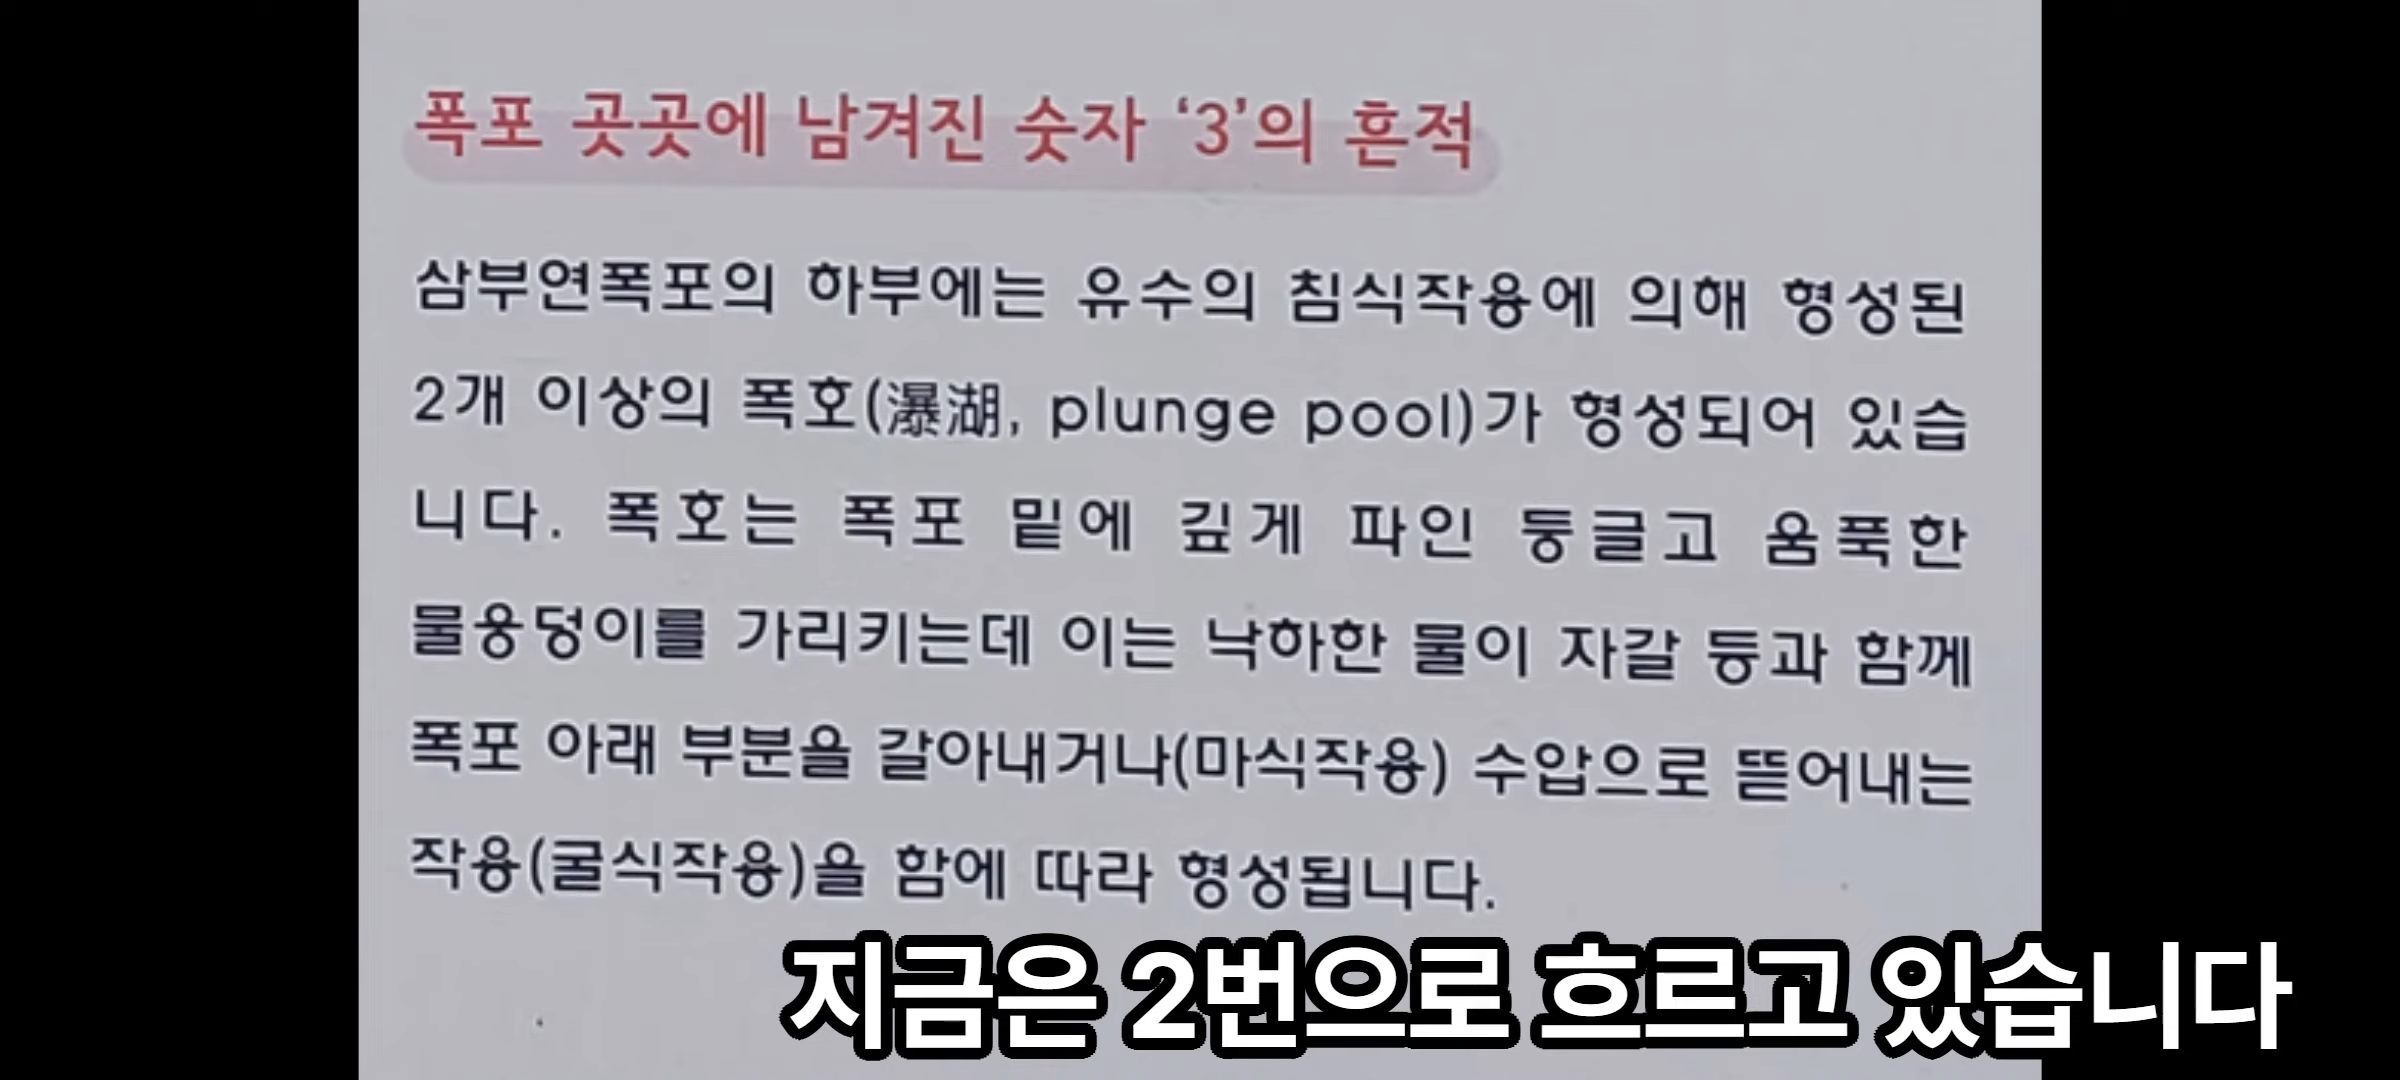 폭포 곳곳에 남겨진 숫자 ‘3’의 흔적
삼부연폭포의 하부에는 유수의 침식작용에 의해 형성된
2개 이상의 폭호(瀑湖, plunge pool)가 형성되어 있습
니다. 폭호는 폭포 밑에 깊게 파인 둥글고 움푹한
물웅덩이를 가리키는데 이는 낙하한 물이 자갈 등과 함께
폭포 아래 부분을 갈아내거나(마식작용) 수압으로 뜯어내는
작용(굴식작용)을 함에 따라 형성됩니다.
지금은 2번으로 흐르고 있습니다